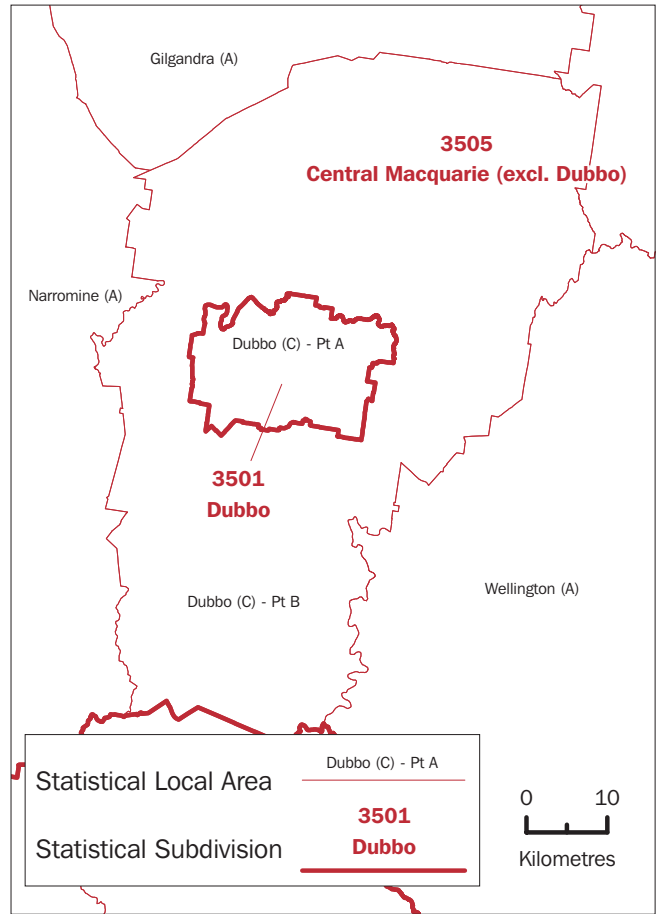 Gilgandra (A)
3505
Central Macquarie (excl. Dubbo)
Narromine (A)
Dubbo (C) - Pt A
3501
Dubbo
Dubbo (C) - Pt B
Wellington (A)
Statistical Local Area
Dubbo (C) - Pt A
Statistical Subdivision
3501
Dubbo
0 10
Kilometres